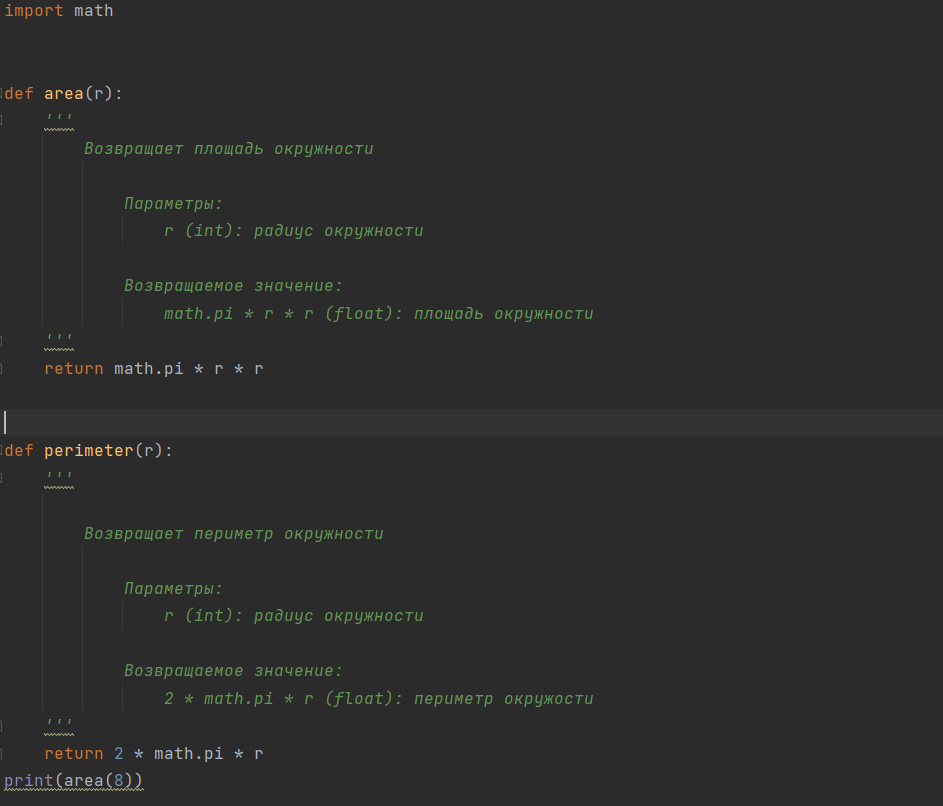 import math
def area(r):
'''
Возвращает площадь окружности
Параметры:
r (int): радиус окружности
Возвращаемое значение:
math.pi * r * r (float): площадь окружности
'''
return math.pi * r * r
def perimeter(r):
'''
Возвращает периметр окружности
Параметры:
r (int): радиус окружности
Возвращаемое значение:
2 * math.pi * r (float): периметр окружости
'''
return 2 * math.pi * r
print(area(8))